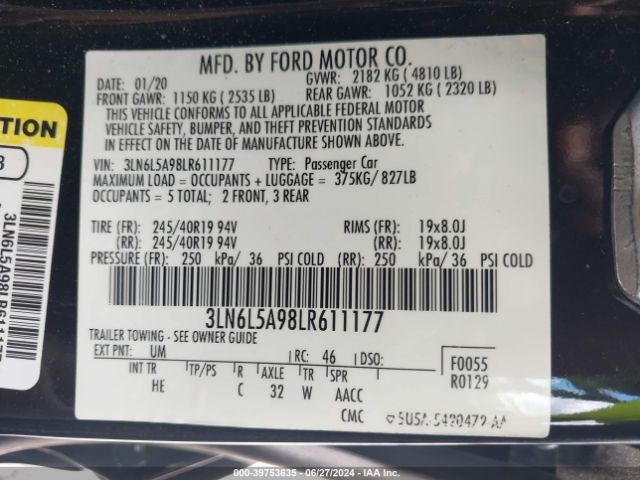 MFD. BY FORD MOTOR CO.
DATE: 01/20
GVWR: 2182 KG ( 4810 LB)
FRONT GAWR: 1150 KG ( 2535 LB)
REAR GAWR: 1052 KG ( 2320 LB)
THIS VEHICLE CONFORMS TO ALL APPLICABLE FEDERAL MOTOR
VEHICLE SAFETY, BUMPER, AND THEFT PREVENTION STANDARDS
IN EFFECT ON THE DATE OF MANUFACTURE SHOWN ABOVE.
VIN: 3LN6L5A98LR611177 TYPE: Passenger Car
MAXIMUM LOAD = OCCUPANTS + LUGGAGE = 375KG/ 827LB
OCCUPANTS = 5 TOTAL; 2 FRONT, 3 REAR
TIRE (FR): 245/40R19 94V RIMS (FR): 19x8.0J
(RR): 245/40R19 94V (RR): 19x8.0J
PRESSURE (FR): 250 kPa/ 36 PSI COLD (RR): 250 kPa/ 36 PSI COLD
3LN6L5A98LR611177
TRAILER TOWING - SEE OWNER GUIDE
EXT PNT: UM RC: 46 DSO:
INT TR TP/PS R AXLE TR SPR
HE C 32 W AACC
CMC
F0055
R0129
3LN6L5A98LR611177
000-39753635 - 06/27/2024 - IAA Inc.